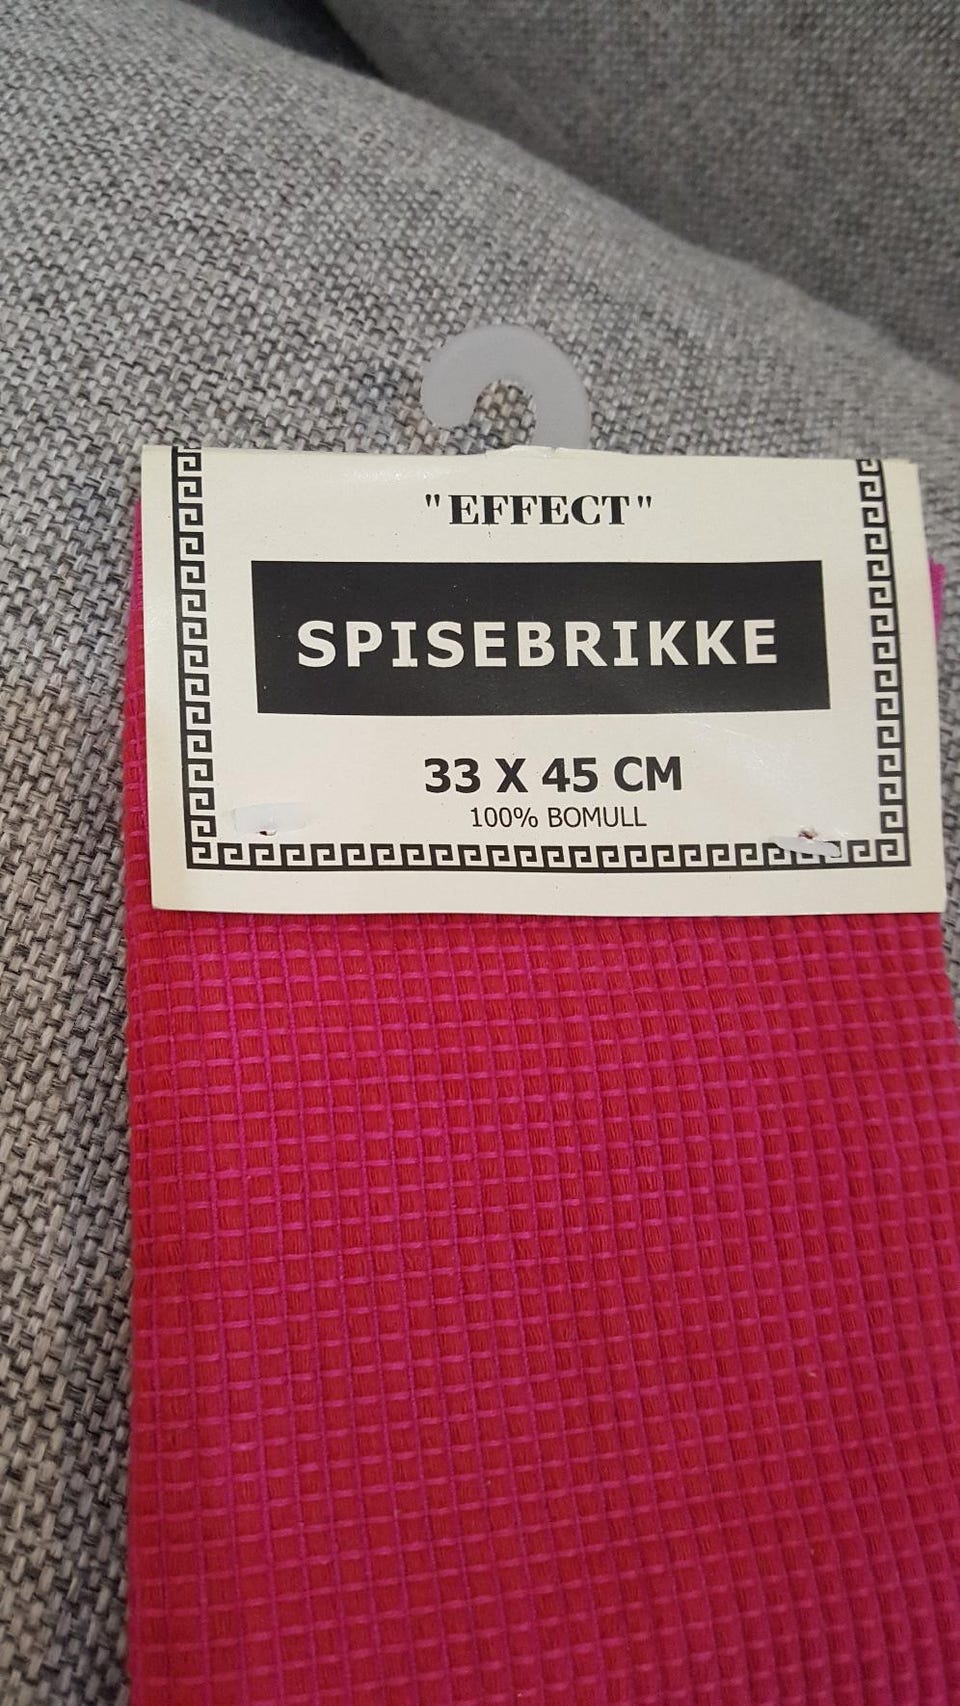 "EFFECT"
SPISEBRIKKE
33 X 45 CM
100% BOMULL